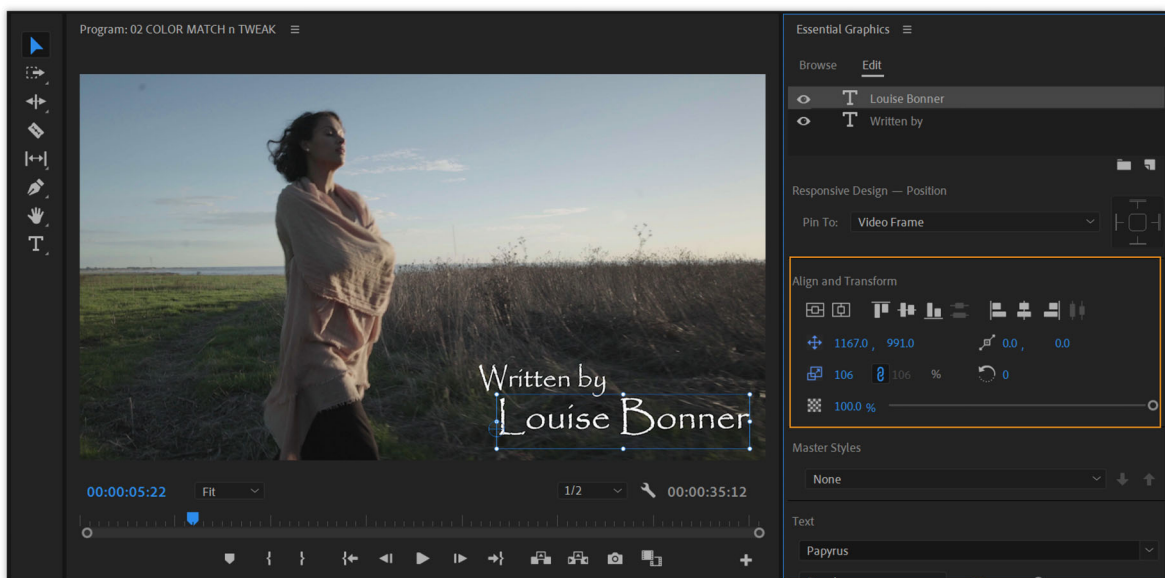 Program: 02 COLOR MATCH n TWEAK
Essential Graphics
Browse Edit
Louise Bonner
Written by
Responsive Design — Position
Pin To: Video Frame
Align and Transform
1167.0 , 991.0 0.0 , 0.0
106 106 % 0
100.0 %
Master Styles
None
Text
Papyrus
Written by
Louise Bonner
00:00:05:22 Fit 1/2 00:00:35:12
T